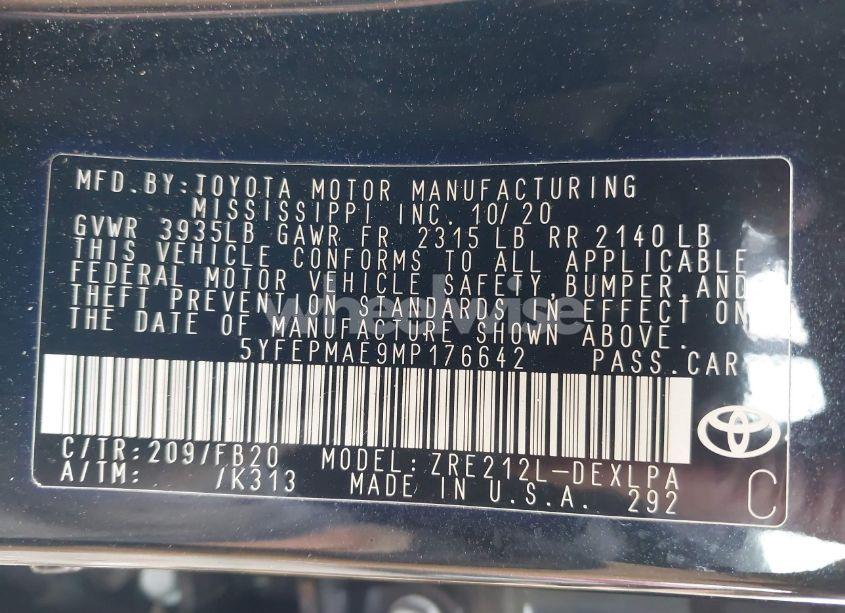 MFD.BY:TOYOTA MOTOR MANUFACTURING
MISSISSIPPI INC. 10/20
GVWR 3935LB GAWR FR 2315 LB RR 2140 LB
THIS VEHICLE CONFORMS TO ALL APPLICABLE
FEDERAL MOTOR VEHICLE SAFETY,BUMPER,AND
THEFT PREVENTION STANDARDS IN EFFECT ON
THE DATE OF MANUFACTURE SHOWN ABOVE.
wheelwise
5YFEPMAE9MP176642 PASS.CAR
C/TR:209/FB20 MODEL:ZRE212L-DEXLPA
A/TM: /K313 MADE IN U.S.A. 292
C